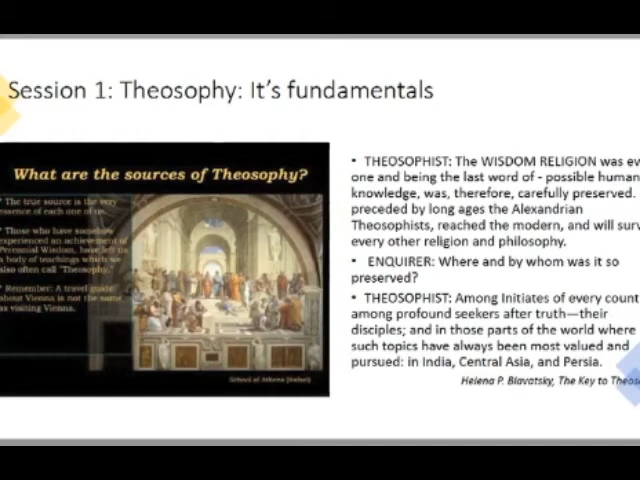 Session 1: Theosophy: It's fundamentals
What are the sources of Theosophy?
The true source is the very
essence of each one of us.
Those who have somehow
experienced an achievement of
Perennial Wisdom, have left us
a body of teachings which we
also often call "Theosophy."
Remember: A travel guide
about Vienna is not the same
as visiting Vienna.
School of Athens
• THEOSOPHIST: The WISDOM RELIGION was
one and being the last word of - possible human
knowledge, was, therefore, carefully preserved.
preceded by long ages the Alexandrian
Theosophists, reached the modern, and will
every other religion and philosophy.
• ENQUIRER: Where and by whom was it so
preserved?
• THEOSOPHIST: Among Initiates of every
among profound seekers after truth—their
disciples; and in those parts of the world where
such topics have always been most valued and
pursued: in India, Central Asia, and Persia.
Helena P. Blavatsky, The Key to